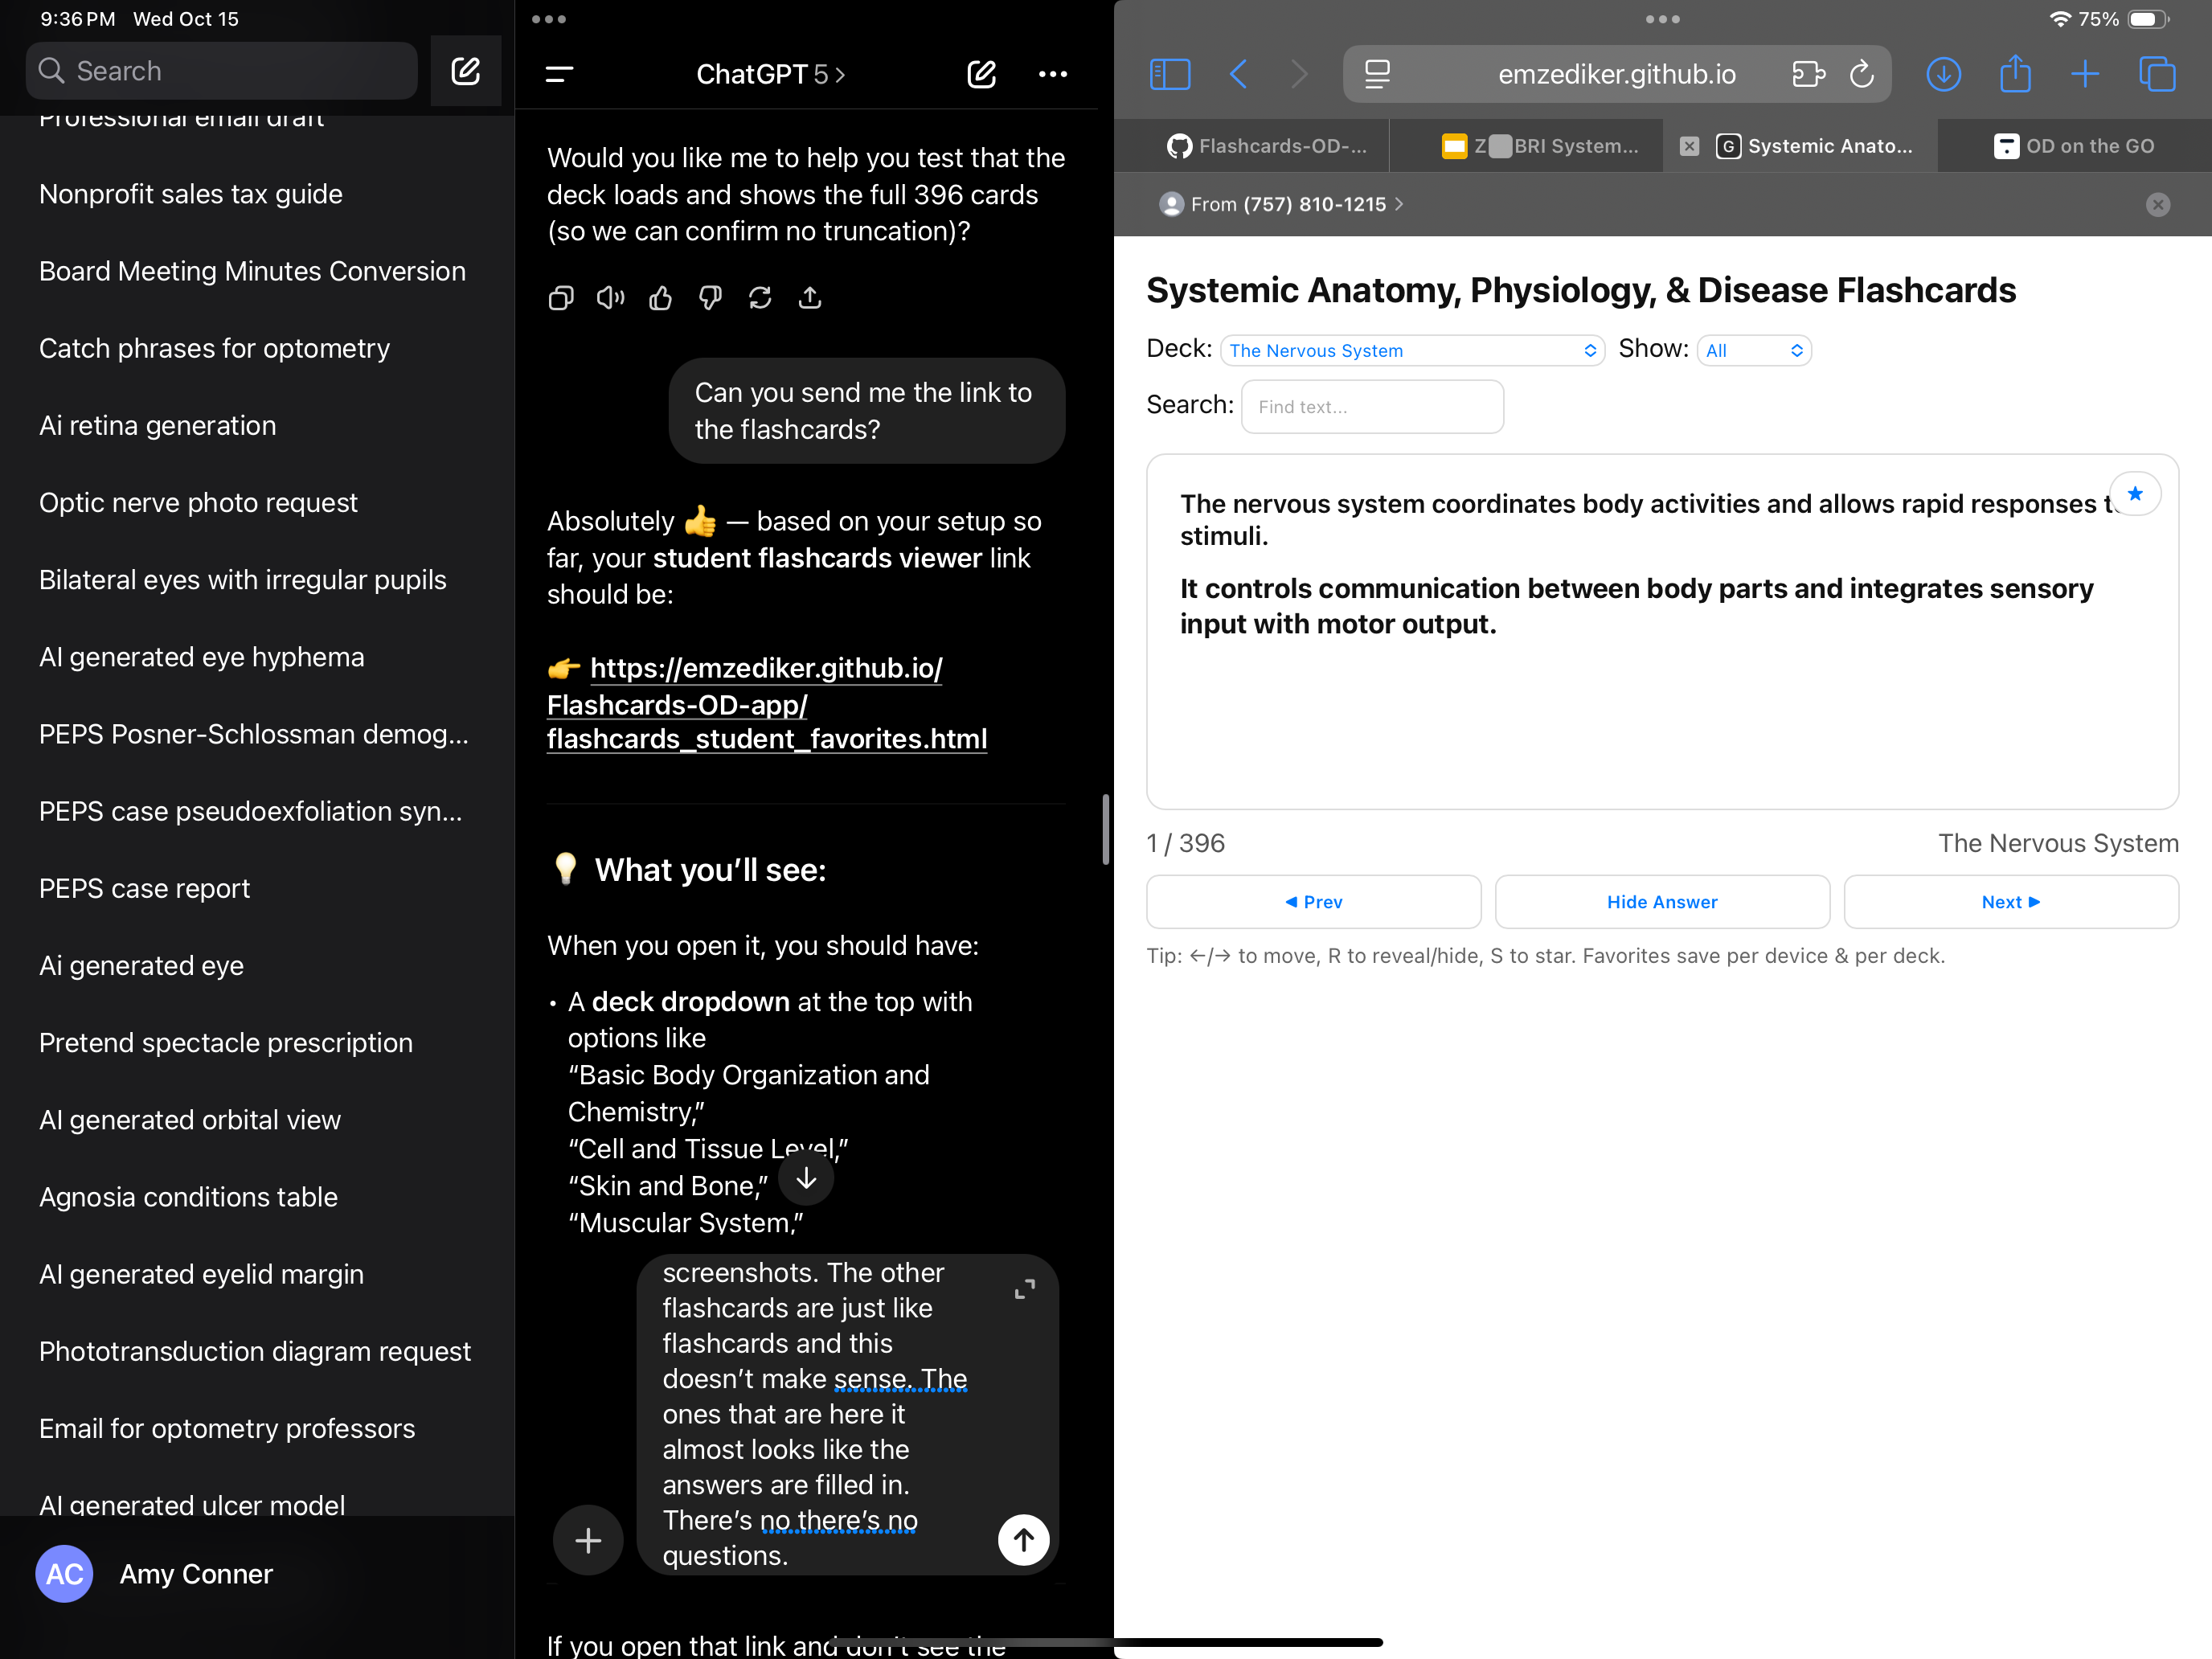 9:36 PM Wed Oct 15
Search
Professional email draft
Nonprofit sales tax guide
Board Meeting Minutes Conversion
Catch phrases for optometry
Ai retina generation
Optic nerve photo request
Bilateral eyes with irregular pupils
AI generated eye hyphema
PEPS Posner-Schlossman demog...
PEPS case pseudoexfoliation syn...
PEPS case report
Ai generated eye
Pretend spectacle prescription
AI generated orbital view
Agnosia conditions table
AI generated eyelid margin
Phototransduction diagram request
Email for optometry professors
AI generated ulcer model
AC Amy Conner
ChatGPT 5 >
Would you like me to help you test that the
deck loads and shows the full 396 cards
(so we can confirm no truncation)?
Can you send me the link to
the flashcards?
Absolutely 👍 — based on your setup so
far, your student flashcards viewer link
should be:
👉 https://emzediker.github.io/
Flashcards-OD-app/
flashcards_student_favorites.html
💡 What you’ll see:
When you open it, you should have:
• A deck dropdown at the top with
options like
“Basic Body Organization and
Chemistry,”
“Cell and Tissue Level,”
“Skin and Bone,”
“Muscular System,”
screenshots. The other
flashcards are just like
flashcards and this
doesn’t make sense. The
ones that are here it
almost looks like the
answers are filled in.
There’s no there’s no
questions.
If you open that link and don’t see the
75%
emzediker.github.io
Flashcards-OD-...
Z BRI System...
G Systemic Anato...
OD on the GO
From (757) 810-1215 >
Systemic Anatomy, Physiology, & Disease Flashcards
Deck: The Nervous System Show: All
Search: Find text...
The nervous system coordinates body activities and allows rapid responses t
stimuli.
It controls communication between body parts and integrates sensory
input with motor output.
1 / 396 The Nervous System
◄ Prev Hide Answer Next ►
Tip: ←/→ to move, R to reveal/hide, S to star. Favorites save per device & per deck.